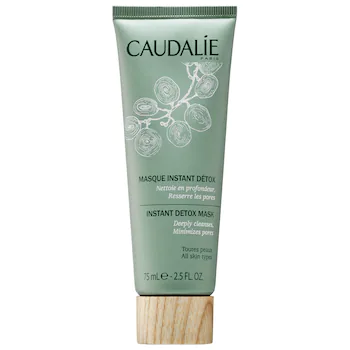 CAUDALIE
PARIS
MASQUE INSTANT DÉTOX
Nettoie en profondeur,
Resserre les pores
INSTANT DETOX MASK
Deeply cleanses,
Minimizes pores
Toutes peaux
All skin types
75 mL ℮ - 2.5 FL. OZ.